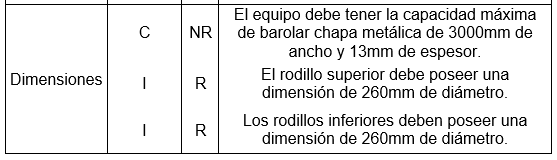 El equipo debe tener la capacidad máxima
C NR de barolar chapa metálica de 3000mm de
ancho y 13mm de espesor.
Dimensiones I R El rodillo superior debe poseer una
dimensión de 260mm de diámetro.
I R Los rodillos inferiores deben poseer una
dimensión de 260mm de diámetro.